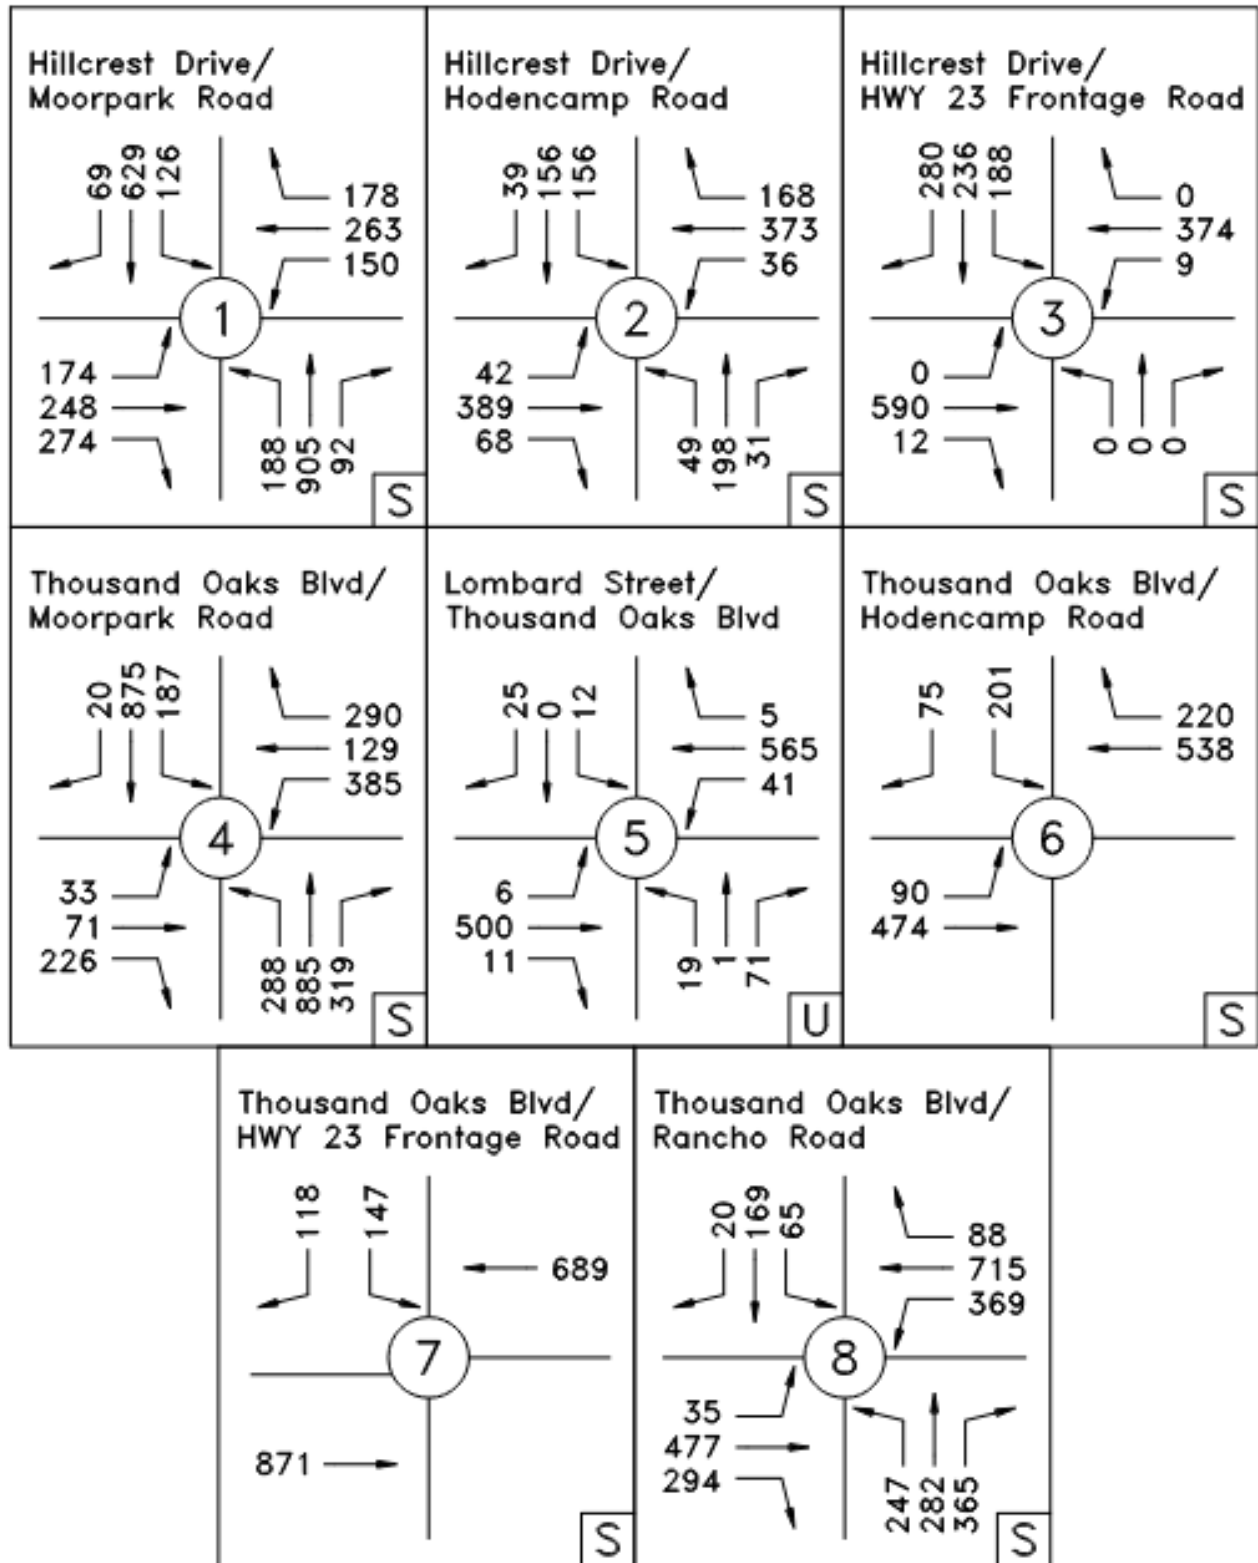 Hillcrest Drive/
Moorpark Road
69 629 126
178
263
150
1
174
248
274
188 905 92
S
Hillcrest Drive/
Hodencamp Road
39 156 156
168
373
36
2
42
389
68
49 198 31
S
Hillcrest Drive/
HWY 23 Frontage Road
280 236 188
0
374
9
3
0
590
12
0 0 0
S
Thousand Oaks Blvd/
Moorpark Road
20 875 187
290
129
385
4
33
71
226
288 885 319
S
Lombard Street/
Thousand Oaks Blvd
25 0 12
5
565
41
5
6
500
11
19 1 71
U
Thousand Oaks Blvd/
Hodencamp Road
75 201
220
538
6
90
474
S
Thousand Oaks Blvd/
HWY 23 Frontage Road
118 147
689
7
871
S
Thousand Oaks Blvd/
Rancho Road
20 169 65
88
715
369
8
35
477
294
247 282 365
S